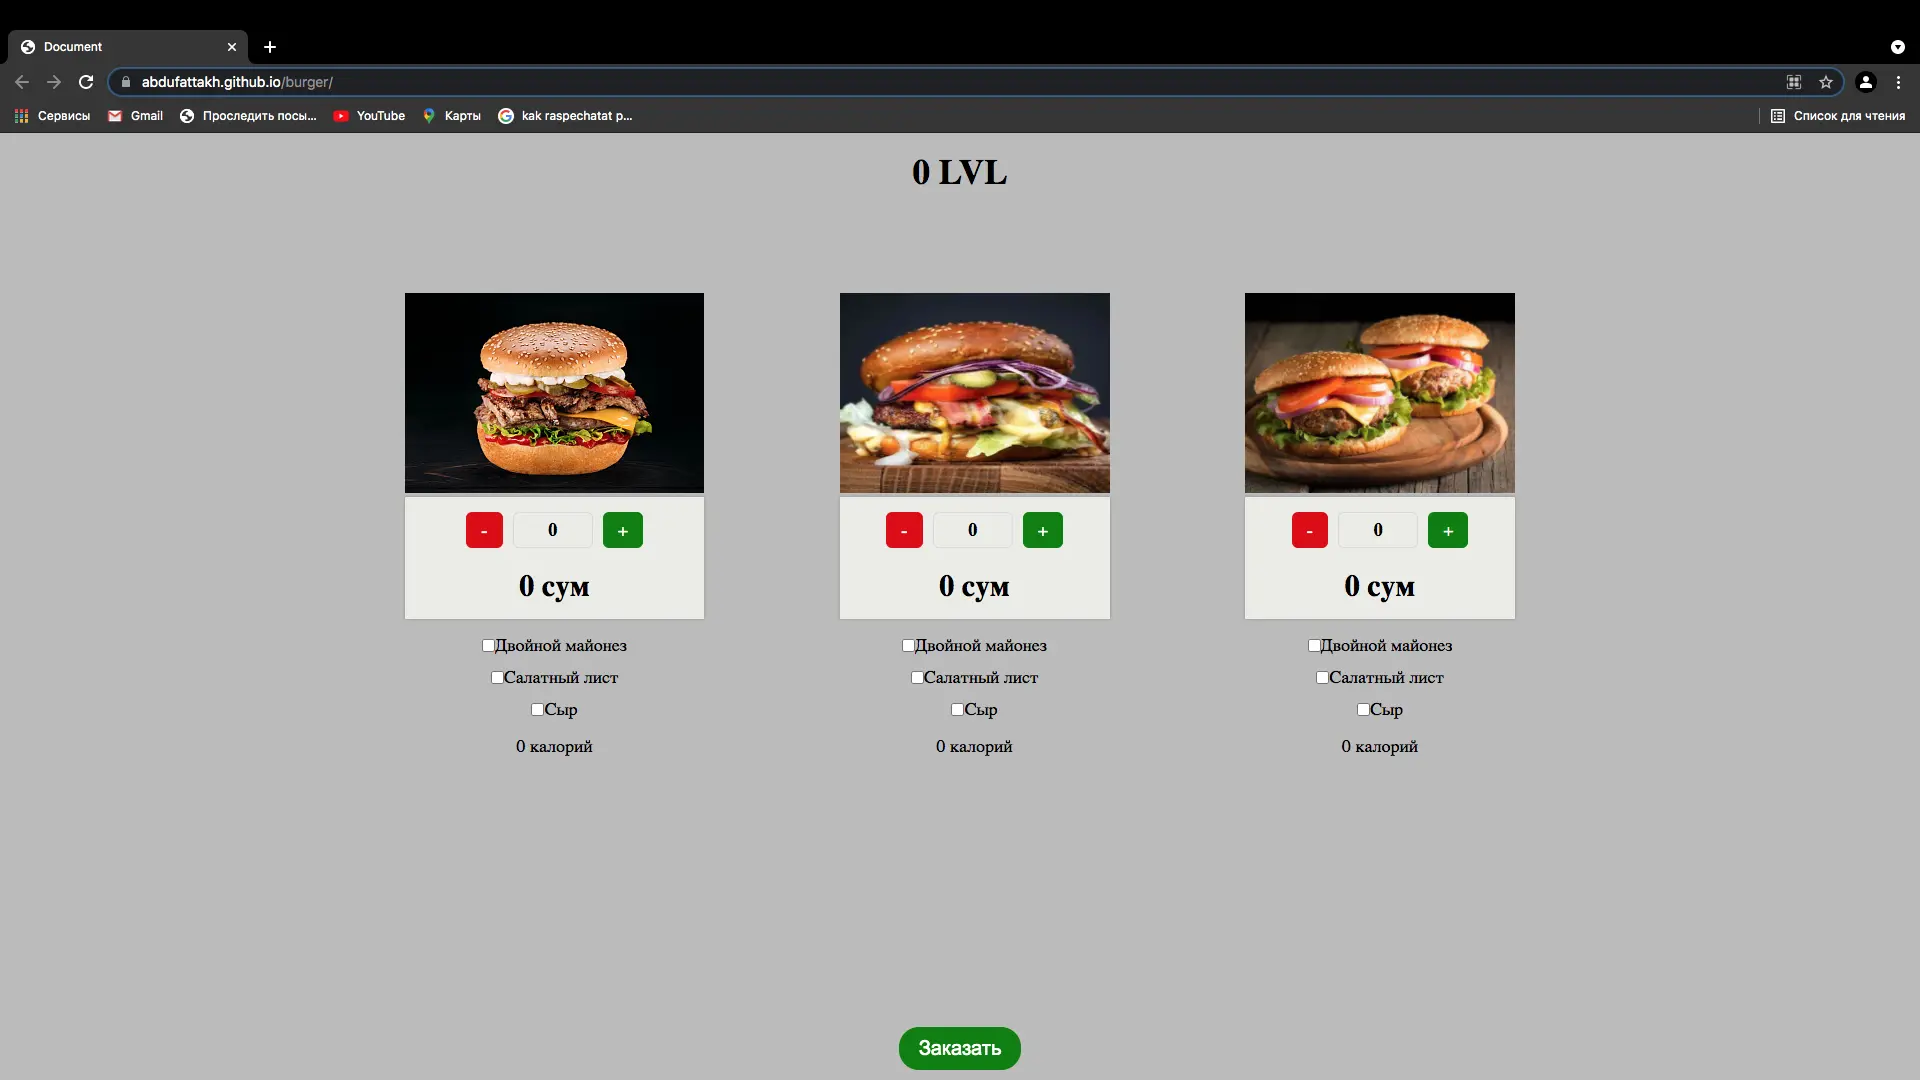 Document
abdufattakh.github.io/burger/
Сервисы Gmail Проследить посы... YouTube Карты kak raspechatat p... Список для чтения
0 LVL
- 0 + - 0 + - 0 +
0 сум 0 сум 0 сум
Двойной майонез Двойной майонез Двойной майонез
Салатный лист Салатный лист Салатный лист
Сыр Сыр Сыр
0 калорий 0 калорий 0 калорий
Заказать